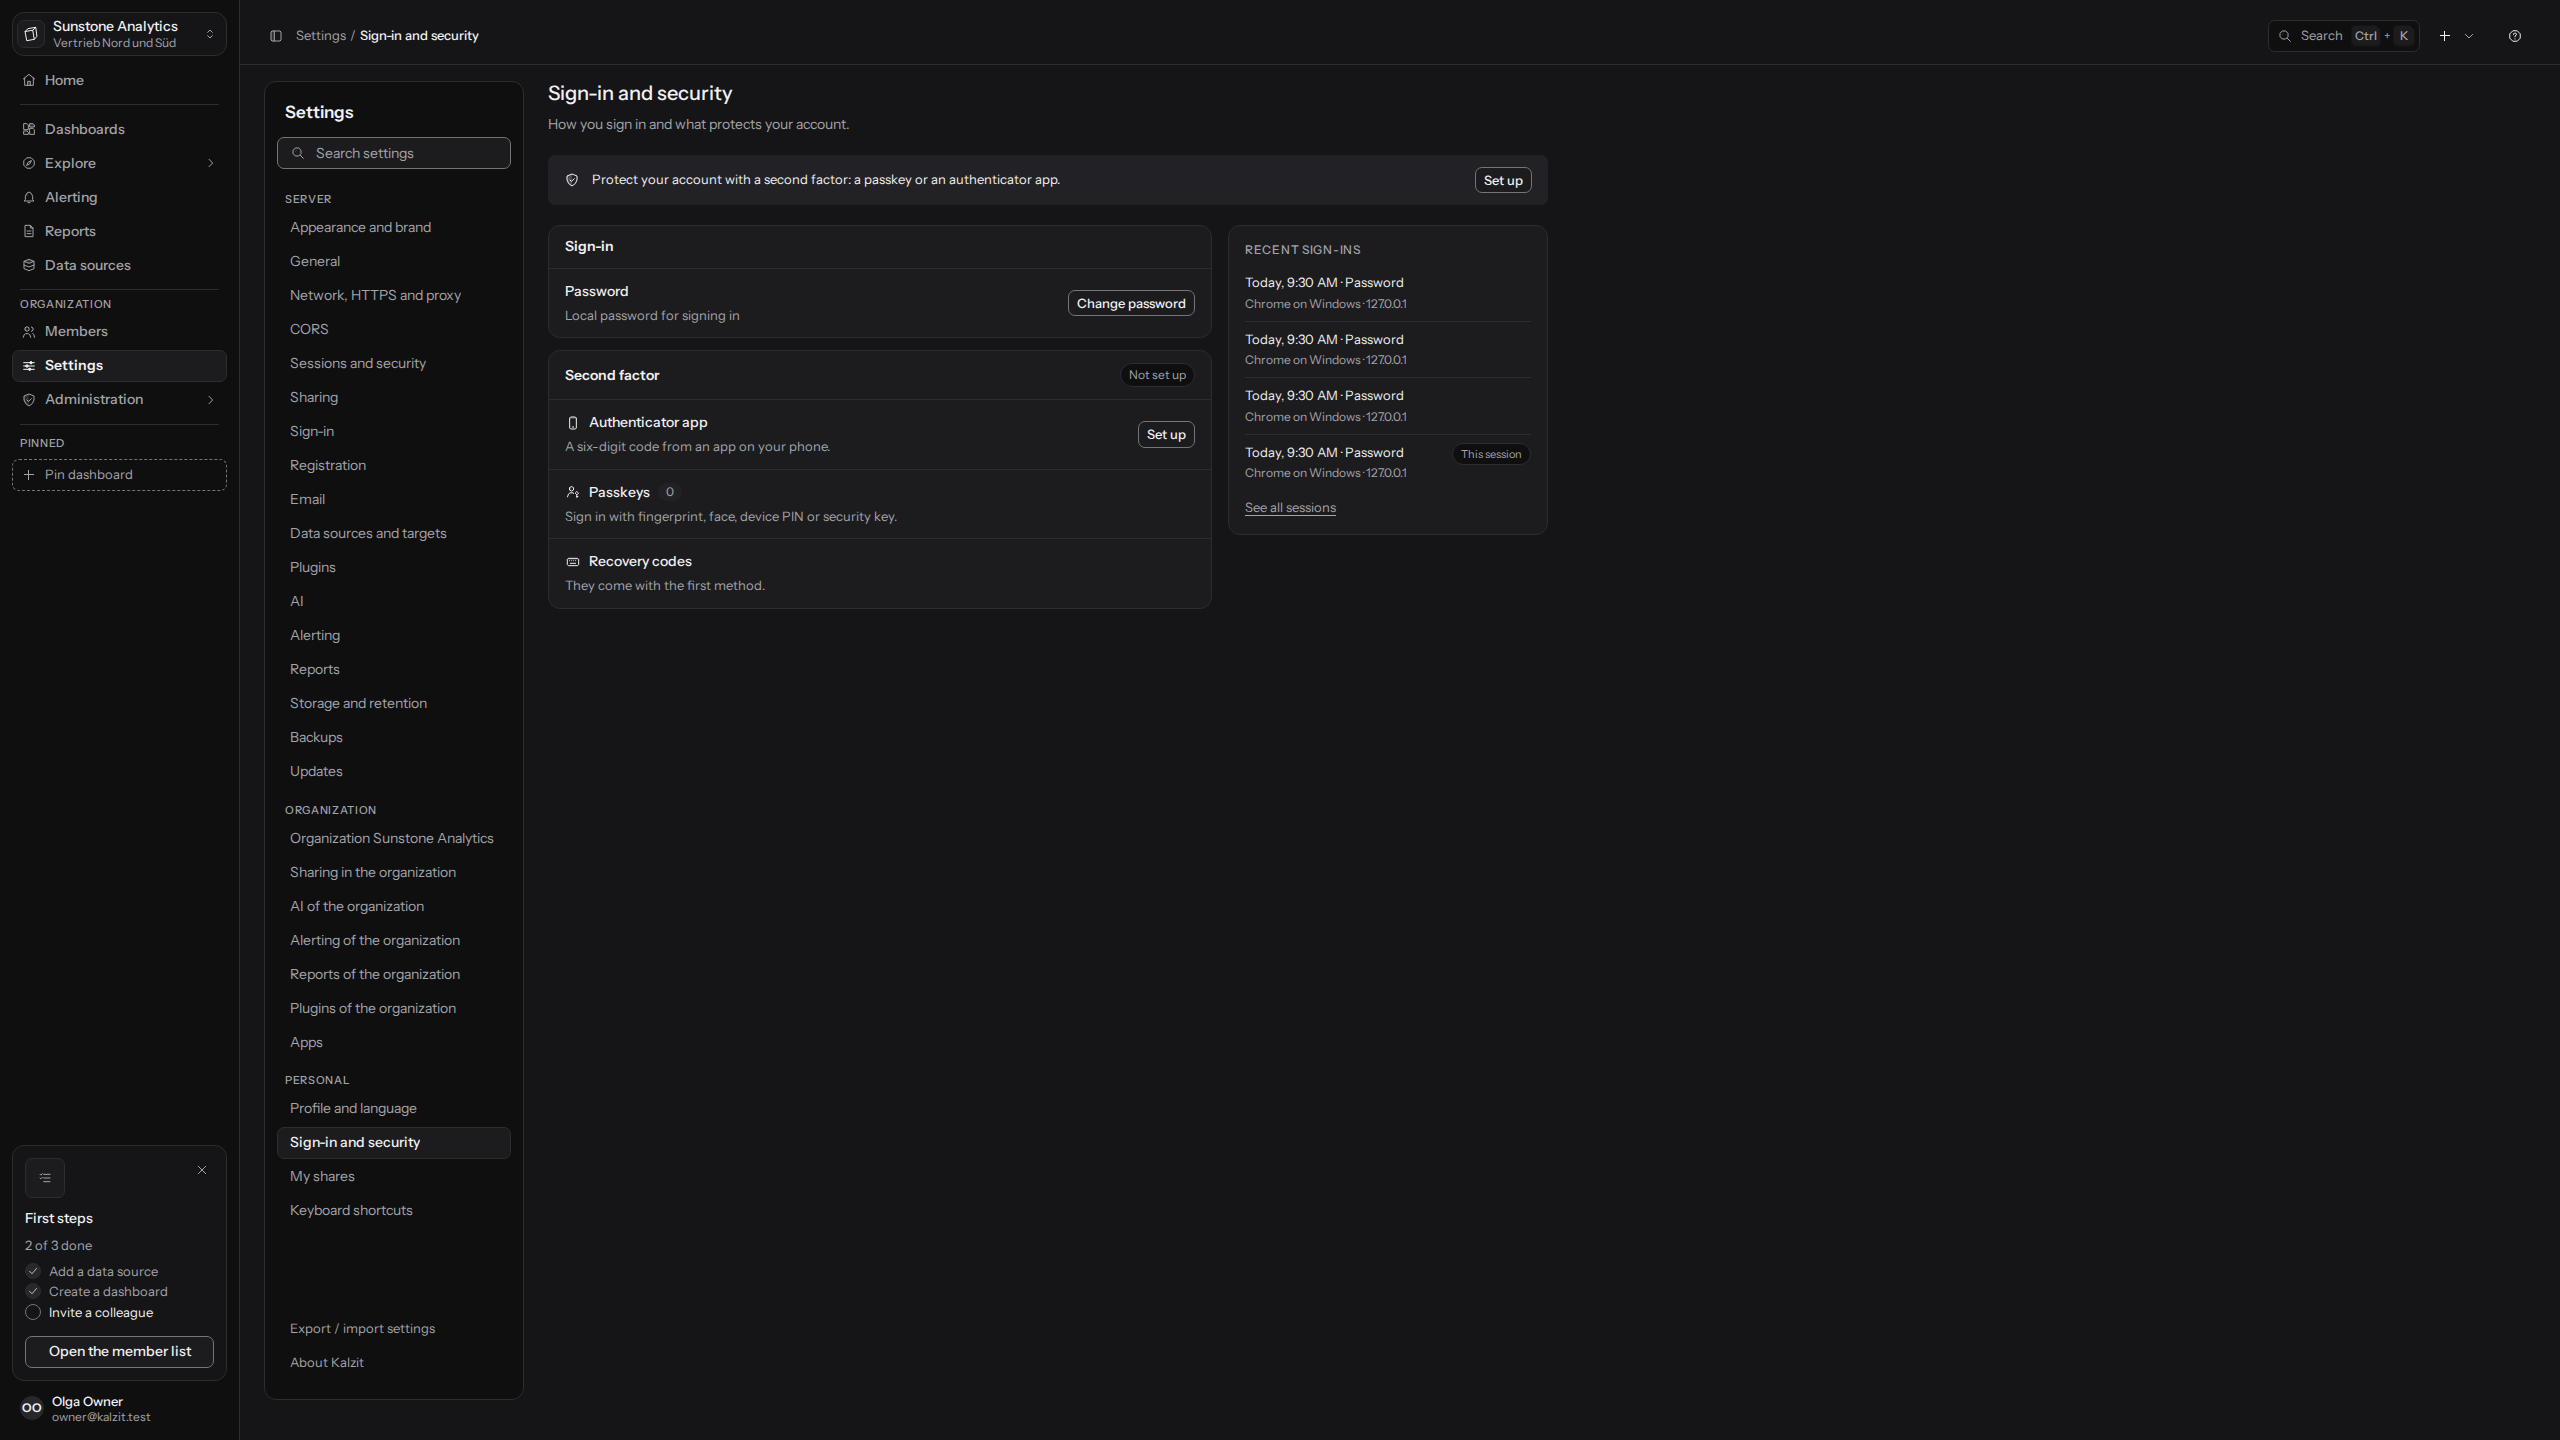 Sunstone Analytics
Vertrieb Nord und Süd
Home
Dashboards
Explore
Alerting
Reports
Data sources
ORGANIZATION
Members
Settings
Administration
PINNED
Pin dashboard
First steps
2 of 3 done
Add a data source
Create a dashboard
Invite a colleague
Open the member list
OO
Olga Owner
owner@kalzit.test
Settings / Sign-in and security
Search Ctrl + K
Settings
Search settings
SERVER
Appearance and brand
General
Network, HTTPS and proxy
CORS
Sessions and security
Sharing
Sign-in
Registration
Email
Data sources and targets
Plugins
AI
Alerting
Reports
Storage and retention
Backups
Updates
ORGANIZATION
Organization Sunstone Analytics
Sharing in the organization
AI of the organization
Alerting of the organization
Reports of the organization
Plugins of the organization
Apps
PERSONAL
Profile and language
Sign-in and security
My shares
Keyboard shortcuts
Export / import settings
About Kalzit
Sign-in and security
How you sign in and what protects your account.
Protect your account with a second factor: a passkey or an authenticator app.
Set up
Sign-in
Password
Local password for signing in
Change password
Second factor
Not set up
Authenticator app
A six-digit code from an app on your phone.
Set up
Passkeys 0
Sign in with fingerprint, face, device PIN or security key.
Recovery codes
They come with the first method.
RECENT SIGN-INS
Today, 9:30 AM · Password
Chrome on Windows · 127.0.0.1
Today, 9:30 AM · Password
Chrome on Windows · 127.0.0.1
Today, 9:30 AM · Password
Chrome on Windows · 127.0.0.1
Today, 9:30 AM · Password
This session
Chrome on Windows · 127.0.0.1
See all sessions